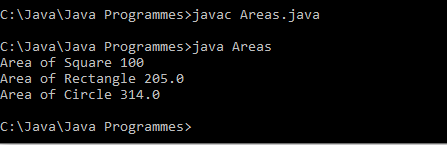 C:\Java\Java Programmes>javac Areas.java
C:\Java\Java Programmes>java Areas
Area of Square 100
Area of Rectangle 205.0
Area of Circle 314.0
C:\Java\Java Programmes>